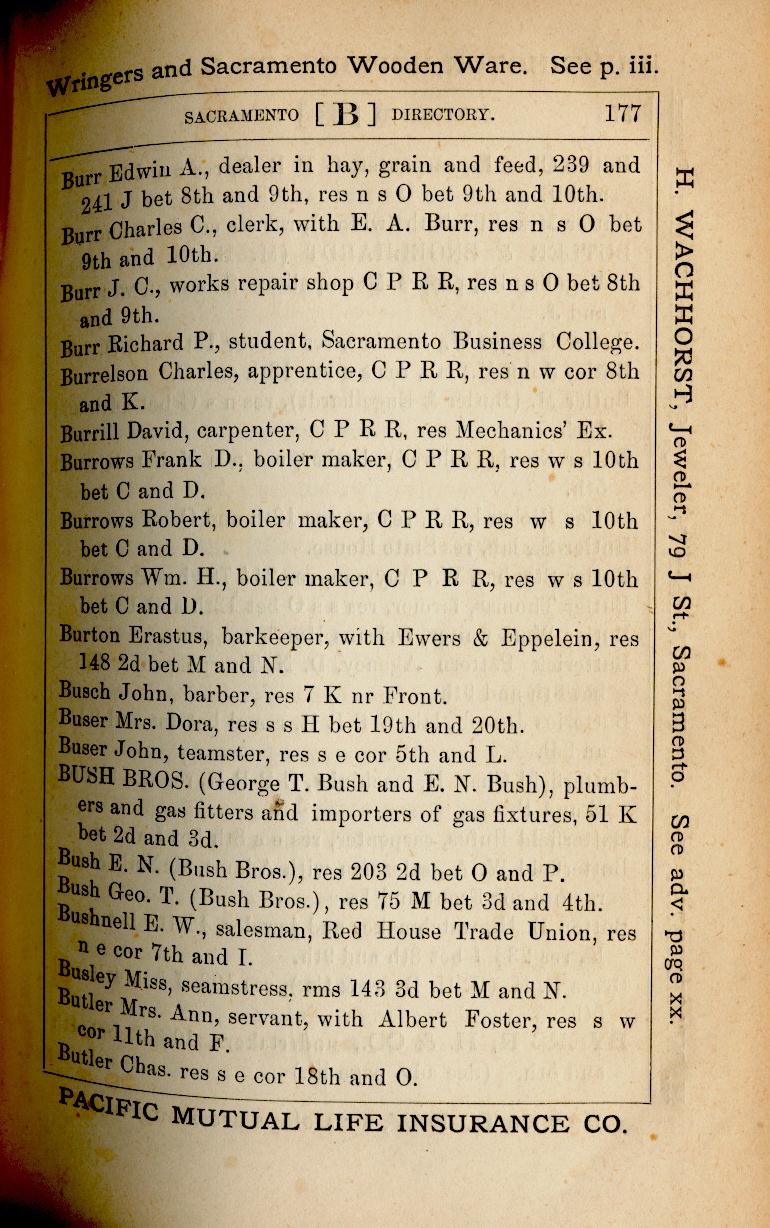 Wringers and Sacramento Wooden Ware. See p. iii.
SACRAMENTO [B] DIRECTORY. 177
Burr Edwin A., dealer in hay, grain and feed, 239 and
241 J bet 8th and 9th, res n s O bet 9th and 10th.
Burr Charles C., clerk, with E. A. Burr, res n s O bet
9th and 10th.
Burr J. C., works repair shop C P R R, res n s O bet 8th
and 9th.
Burr Richard P., student, Sacramento Business College.
Burrelson Charles, apprentice, C P R R, res n w cor 8th
and K.
Burrill David, carpenter, C P R R, res Mechanics' Ex.
Burrows Frank D., boiler maker, C P R R, res w s 10th
bet C and D.
Burrows Robert, boiler maker, C P R R, res w s 10th
bet C and D.
Burrows Wm. H., boiler maker, C P R R, res w s 10th
bet C and D.
Burton Erastus, barkeeper, with Ewers & Eppelein, res
148 2d bet M and N.
Busch John, barber, res 7 K nr Front.
Buser Mrs. Dora, res s s H bet 19th and 20th.
Buser John, teamster, res s e cor 5th and L.
BUSH BROS. (George T. Bush and E. N. Bush), plumb-
ers and gas fitters and importers of gas fixtures, 51 K
bet 2d and 3d.
Bush E. N. (Bush Bros.), res 203 2d bet O and P.
Bush Geo. T. (Bush Bros.), res 75 M bet 3d and 4th.
Bushnell E. W., salesman, Red House Trade Union, res
n e cor 7th and I.
Busley Miss, seamstress, rms 143 3d bet M and N.
Butler Mrs. Ann, servant, with Albert Foster, res s w
cor 11th and F.
Butler Chas. res s e cor 18th and O.
PACIFIC MUTUAL LIFE INSURANCE CO.
H. WACHHORST, Jeweler, 79 J St., Sacramento. See adv. page xx.